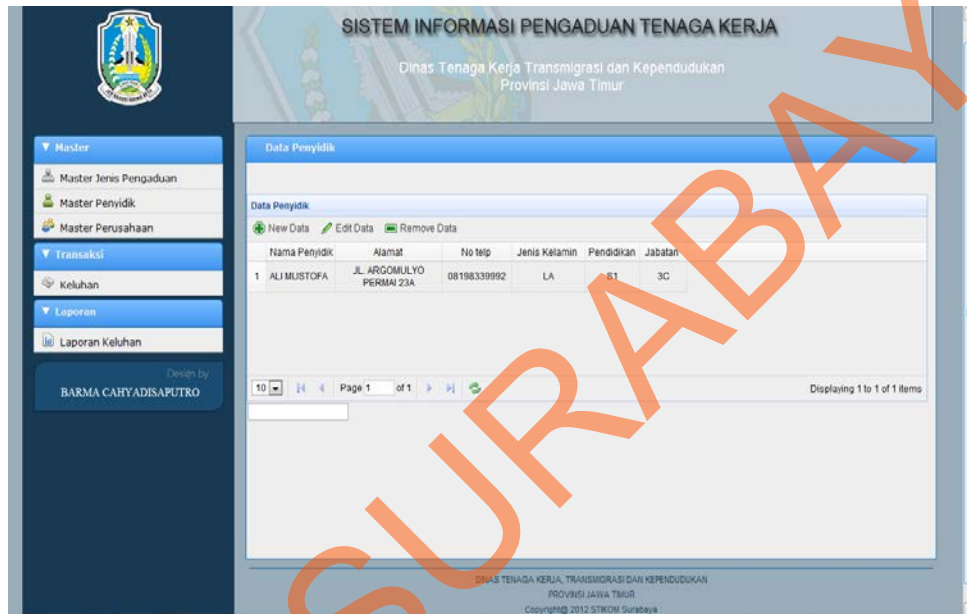 SISTEM INFORMASI PENGADUAN TENAGA KERJA
Dinas Tenaga Kerja Transmigrasi dan Kependudukan
Provinsi Jawa Timur
Master
Master Jenis Pengaduan
Master Penyidik
Master Perusahaan
Transaksi
Keluhan
Laporan
Laporan Keluhan
Design by
BARMA CAHYADISAPUTRO
Data Penyidik
Data Penyidik
New Data Edit Data Remove Data
Nama Penyidik Alamat No telp Jenis Kelamin Pendidikan Jabatan
1 ALI MUSTOFA JL. ARGOMULYO PERMAI 23A 08198339992 LA S1 3C
10 Page 1 of 1 Displaying 1 to 1 of 1 items
DINAS TENAGA KERJA, TRANSMIGRASI DAN KEPENDUDUKAN
PROVINSI JAWA TIMUR
Copyright@ 2012 STIKOM Surabaya
SURABAY